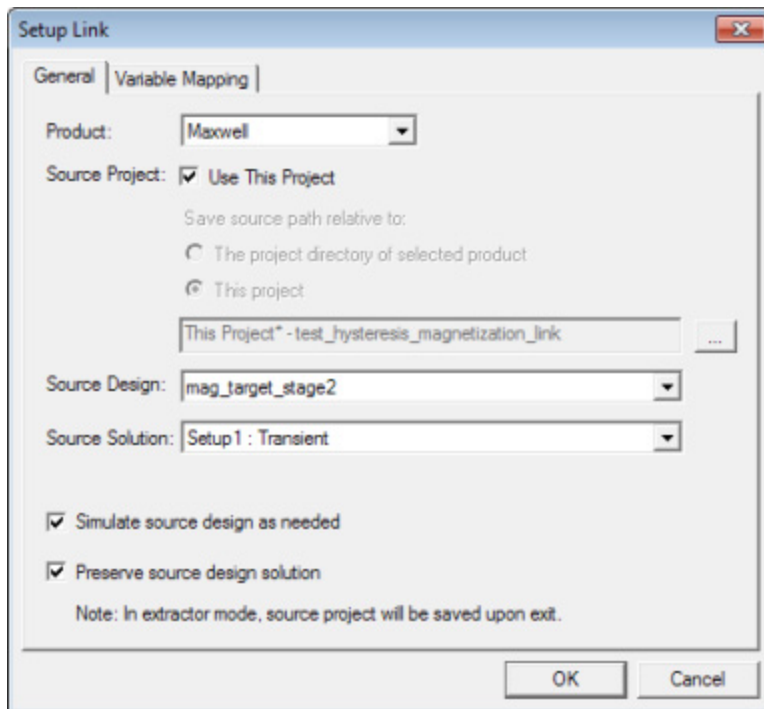 Setup Link
General Variable Mapping
Product: Maxwell
Source Project: Use This Project
Save source path relative to:
The project directory of selected product
This project
This Project* - test_hysteresis_magnetization_link ...
Source Design: mag_target_stage2
Source Solution: Setup1 : Transient
Simulate source design as needed
Preserve source design solution
Note: In extractor mode, source project will be saved upon exit.
OK Cancel